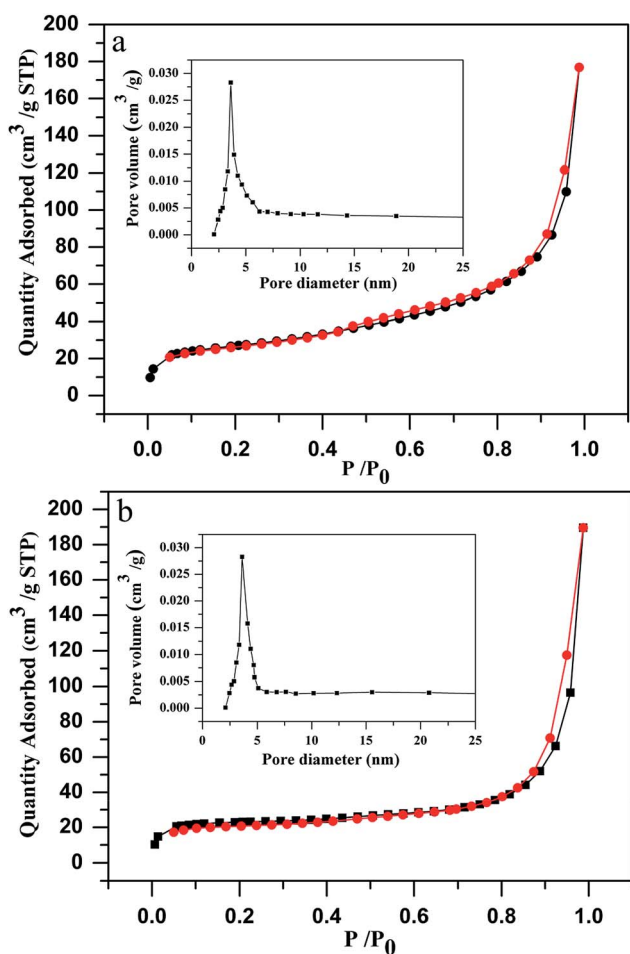 a
Quantity Adsorbed (cm³ /g STP)
200
180
160
140
120
100
80
60
40
20
0
0.0 0.2 0.4 0.6 0.8 1.0
P /P₀
Pore volume (cm³ /g)
0.030
0.025
0.020
0.015
0.010
0.005
0.000
0 5 10 15 20 25
Pore diameter (nm)
b
Quantity Adsorbed (cm³ /g STP)
200
180
160
140
120
100
80
60
40
20
0
0.0 0.2 0.4 0.6 0.8 1.0
P /P₀
Pore volume (cm³ /g)
0.030
0.025
0.020
0.015
0.010
0.005
0.000
0 5 10 15 20 25
Pore diameter (nm)